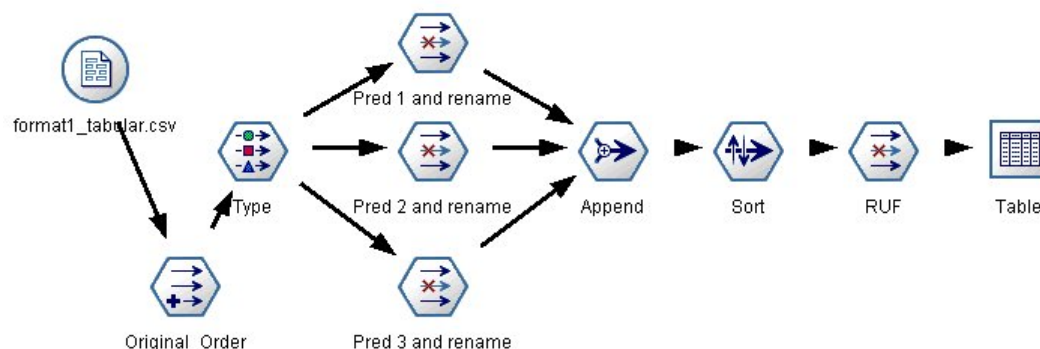 format1_tabular.csv
Original_Order
Type
Pred 1 and rename
Pred 2 and rename
Pred 3 and rename
Append
Sort
RUF
Table